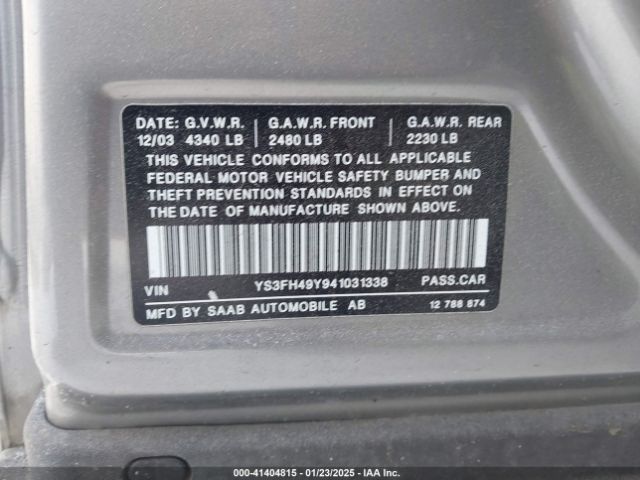 DATE: G.V.W.R. G.A.W.R. FRONT G.A.W.R. REAR
12/03 4340 LB 2480 LB 2230 LB
THIS VEHICLE CONFORMS TO ALL APPLICABLE
FEDERAL MOTOR VEHICLE SAFETY BUMPER AND
THEFT PREVENTION STANDARDS IN EFFECT ON
THE DATE OF MANUFACTURE SHOWN ABOVE.
VIN YS3FH49Y941031338 PASS.CAR
MFD BY SAAB AUTOMOBILE AB 12 788 874
000-41404815 - 01/23/2025 - IAA Inc.